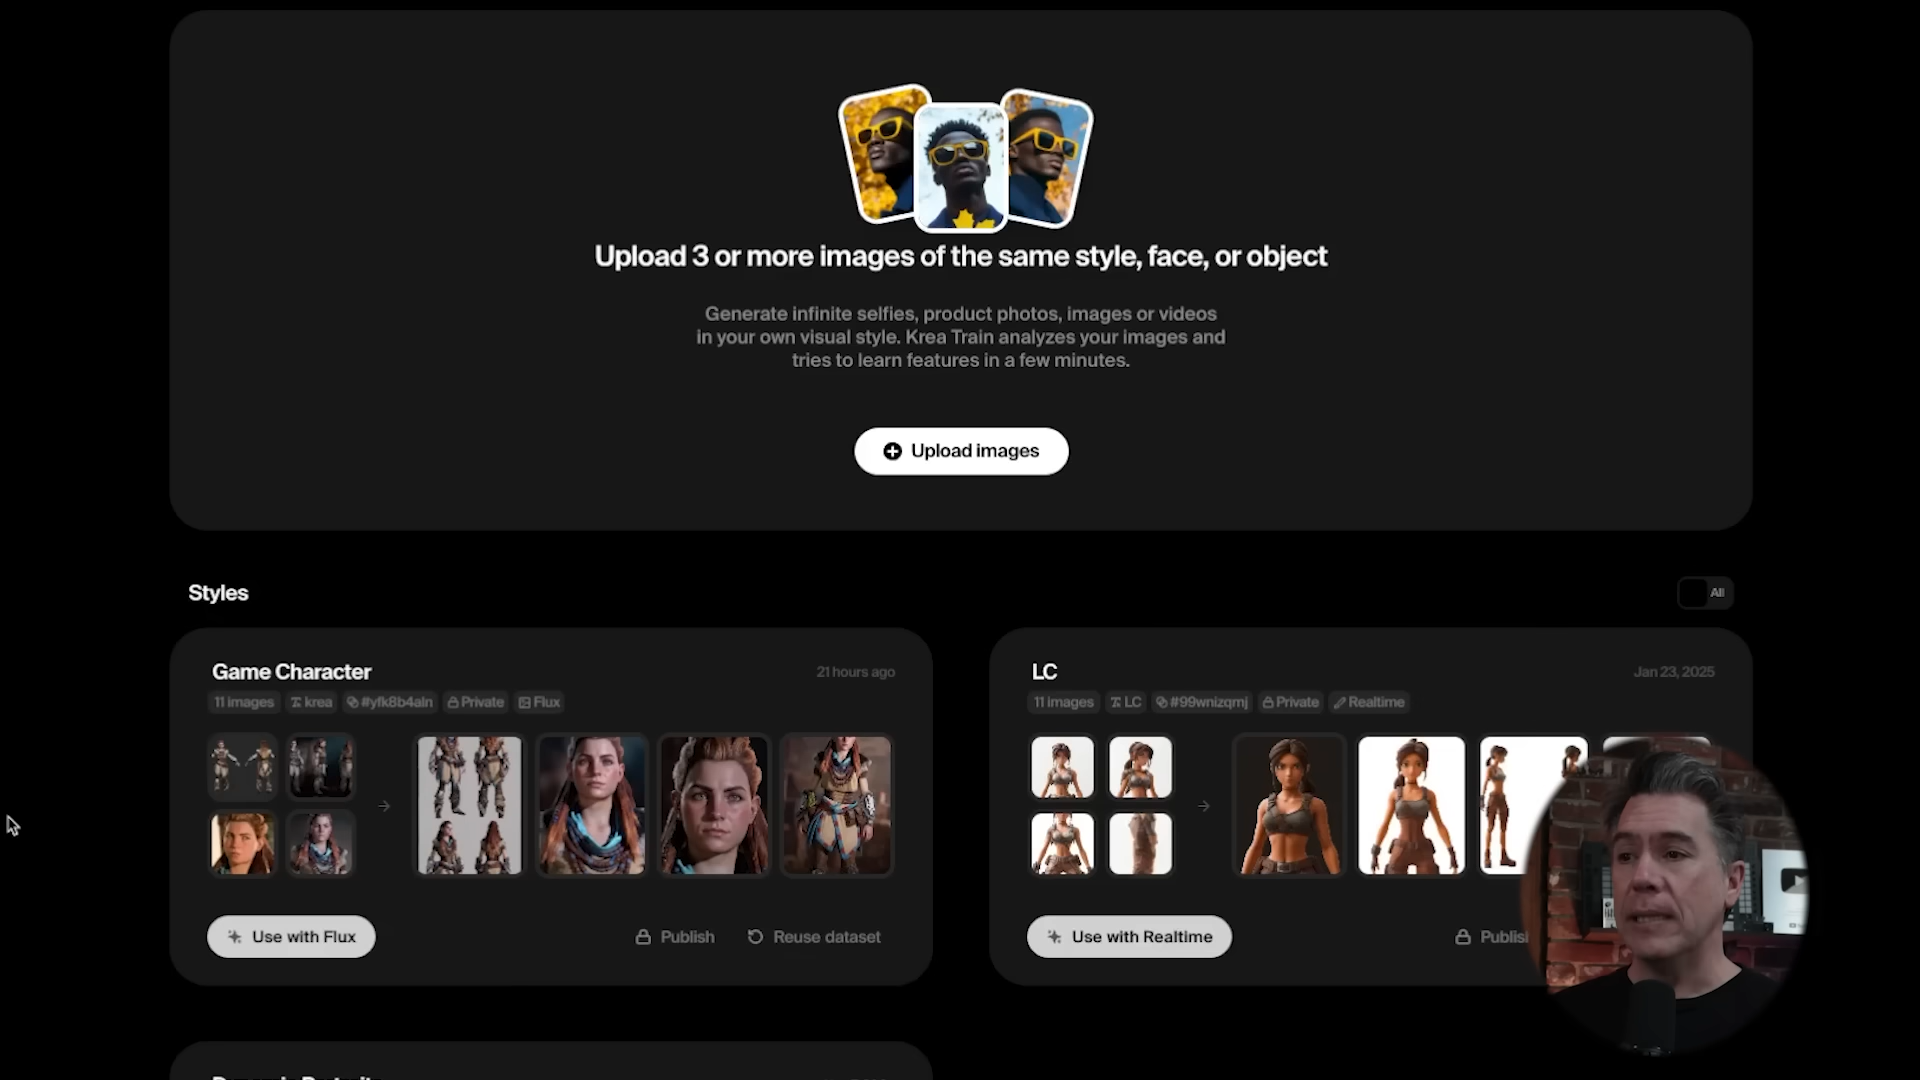 Upload 3 or more images of the same style, face, or object
Generate infinite selfies, product photos, images or videos
in your own visual style. Krea Train analyzes your images and
tries to learn features in a few minutes.
Upload images
Styles
All
Game Character
21 hours ago
11 images krea #yfk8b4aln Private Flux
Use with Flux
Publish
Reuse dataset
LC
Jan 23, 2025
11 images LC #99wnizqmj Private Realtime
Use with Realtime